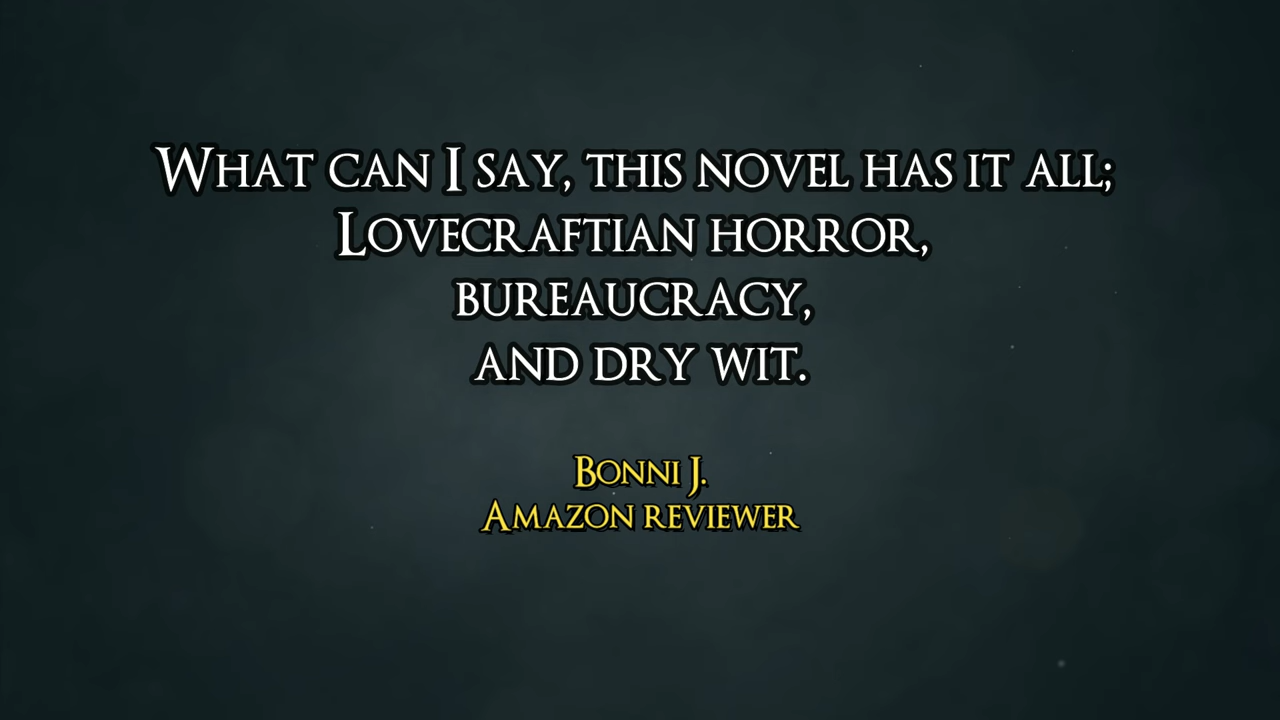 What can I say, this novel has it all;
Lovecraftian horror,
bureaucracy,
and dry wit.
Bonni J.
Amazon reviewer